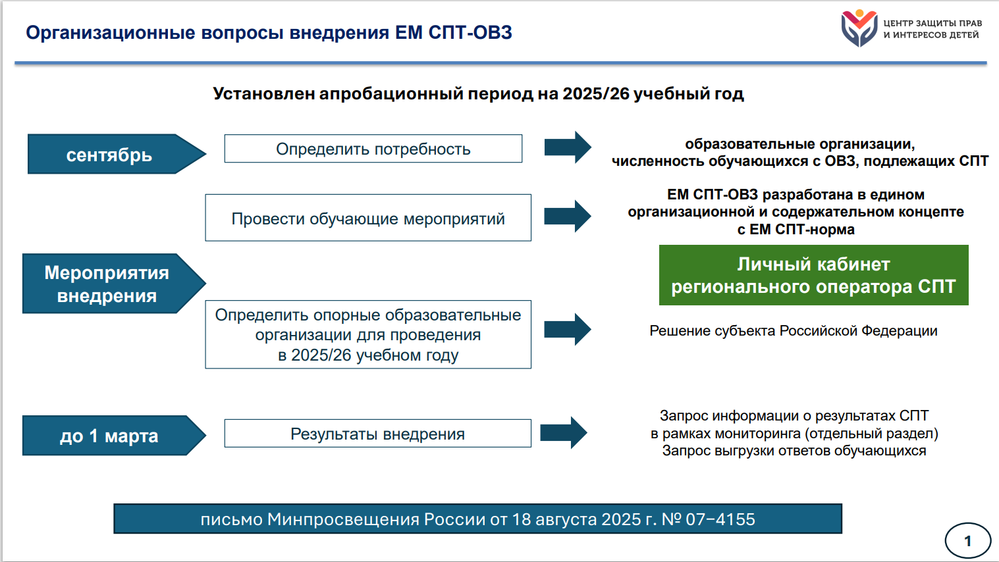 Организационные вопросы внедрения ЕМ СПТ-ОВЗ
ЦЕНТР ЗАЩИТЫ ПРАВ
И ИНТЕРЕСОВ ДЕТЕЙ
Установлен апробационный период на 2025/26 учебный год
сентябрь
Определить потребность
образовательные организации,
численность обучающихся с ОВЗ, подлежащих СПТ
Провести обучающие мероприятий
ЕМ СПТ-ОВЗ разработана в едином
организационной и содержательном концепте
с ЕМ СПТ-норма
Мероприятия
внедрения
Личный кабинет
регионального оператора СПТ
Определить опорные образовательные
организации для проведения
в 2025/26 учебном году
Решение субъекта Российской Федерации
до 1 марта
Результаты внедрения
Запрос информации о результатах СПТ
в рамках мониторинга (отдельный раздел)
Запрос выгрузки ответов обучающихся
письмо Минпросвещения России от 18 августа 2025 г. № 07–4155
1